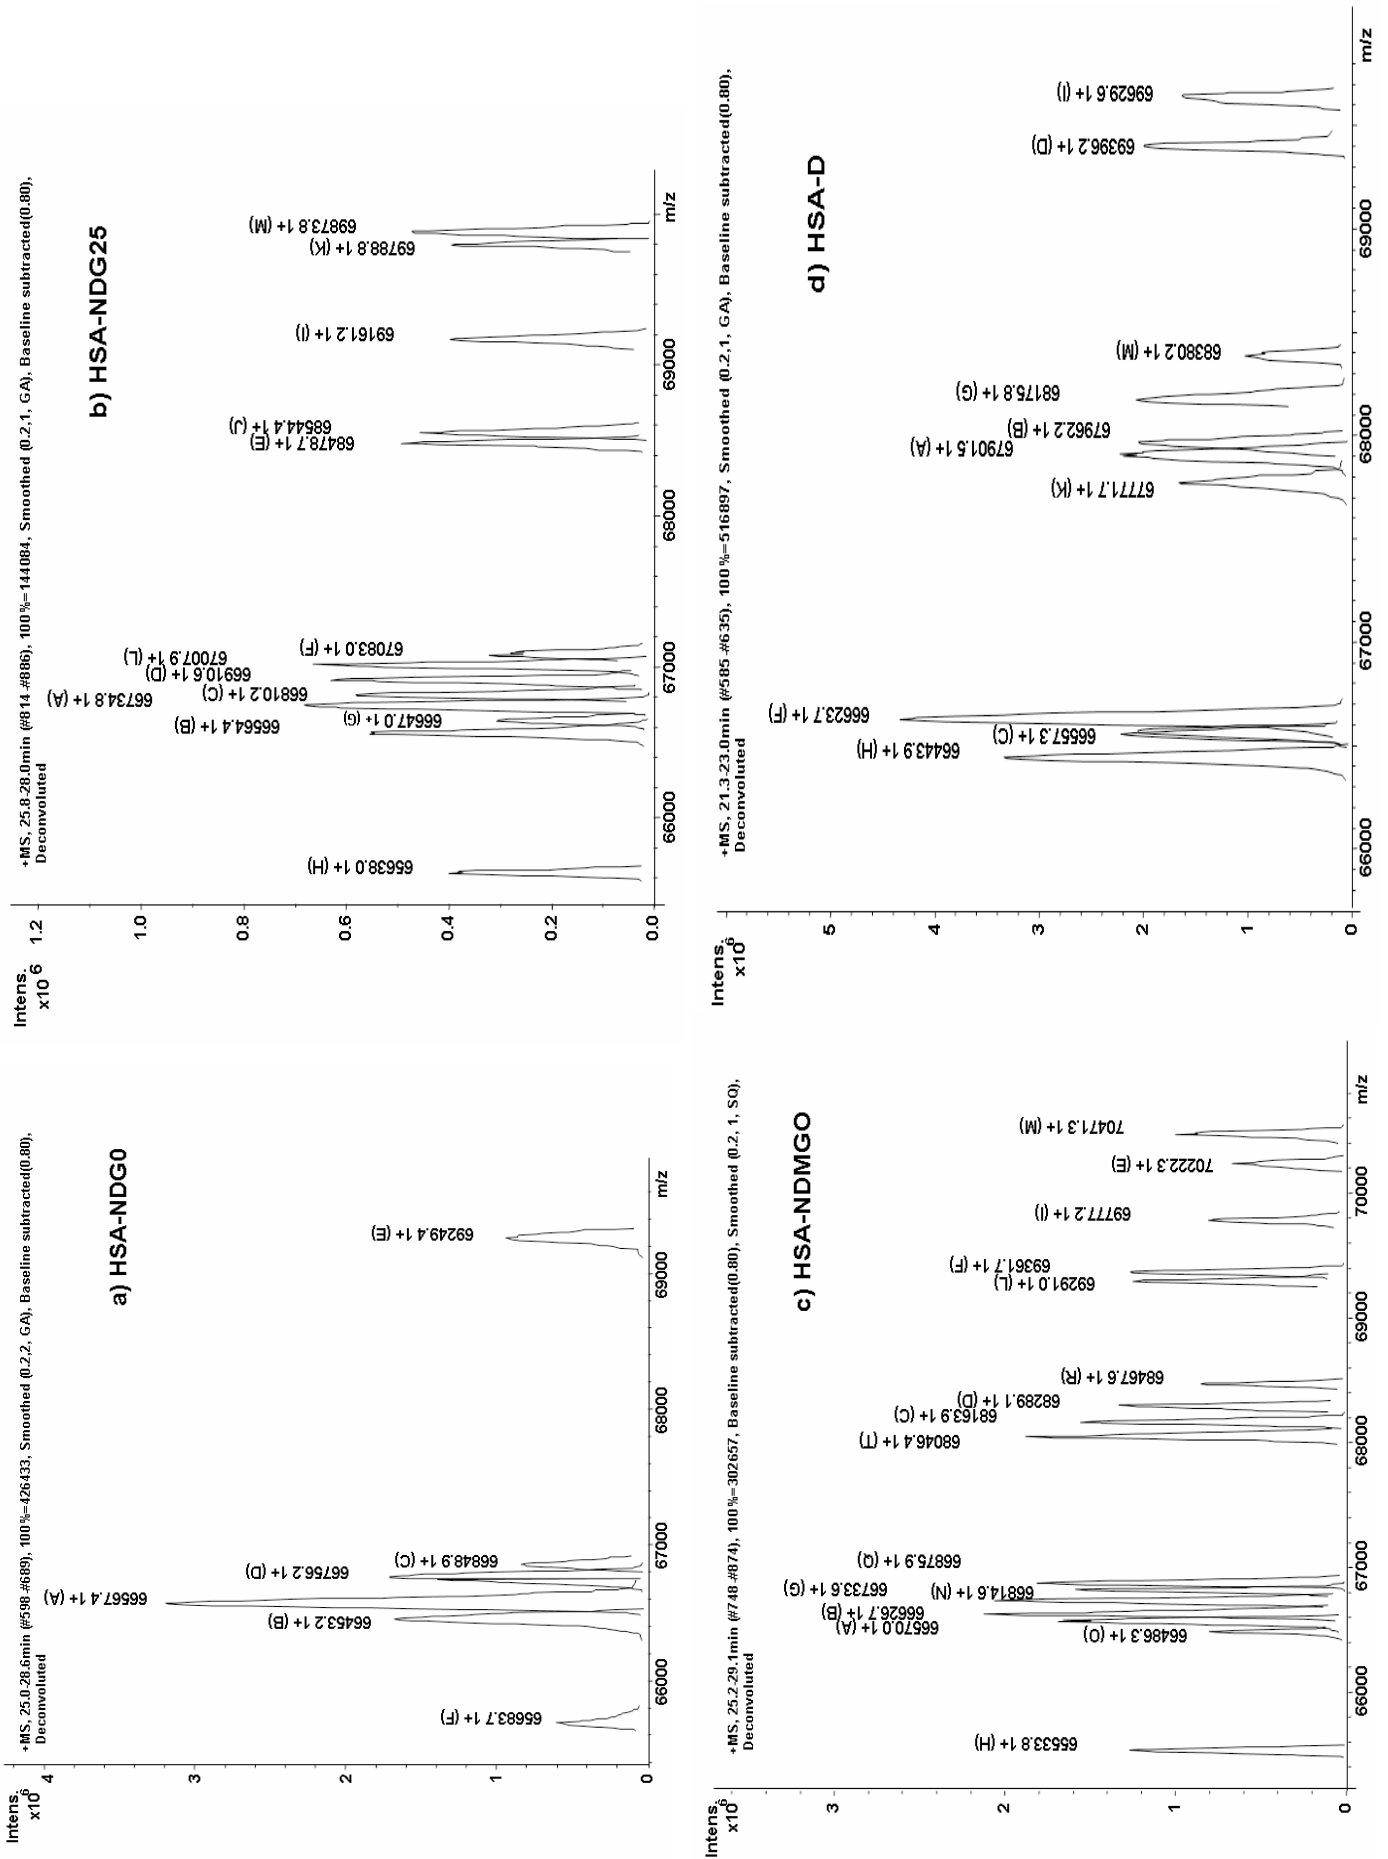 a) HSA-NDG0
+MS, 25.0-28.6min (#598-#689), 100%=426433, Smoothed (0.2,2, GA), Baseline subtracted(0.80),
Deconvoluted
Intens.
x10^6
4
3
2
1
0
65683.7 1+ (F)
66453.2 1+ (B)
66567.4 1+ (A)
66756.2 1+ (D)
66848.9 1+ (C)
69249.4 1+ (E)
66000
67000
68000
69000
m/z
b) HSA-NDG25
+MS, 25.8-28.0min (#814-#886), 100%=144084, Smoothed (0.2,1, GA), Baseline subtracted(0.80),
Deconvoluted
Intens.
x10^6
1.2
1.0
0.8
0.6
0.4
0.2
0.0
65638.0 1+ (H)
66564.4 1+ (B)
66647.0 1+ (G)
66734.8 1+ (A)
66810.2 1+ (C)
66910.6 1+ (D)
67007.9 1+ (L)
67083.0 1+ (F)
68478.7 1+ (E)
68544.4 1+ (J)
69161.2 1+ (I)
69788.8 1+ (K)
69873.8 1+ (M)
66000
67000
68000
69000
m/z
c) HSA-NDMGO
+MS, 25.2-29.1min (#748-#874), 100%=302657, Baseline subtracted(0.80), Smoothed (0.2, 1, SG),
Deconvoluted
Intens.
x10^6
3
2
1
0
65533.8 1+ (H)
66486.3 1+ (O)
66570.0 1+ (A)
66626.7 1+ (B)
66733.6 1+ (G)
66814.6 1+ (N)
66875.9 1+ (Q)
68046.4 1+ (T)
68163.9 1+ (C)
68289.1 1+ (D)
68467.6 1+ (R)
69291.0 1+ (L)
69361.7 1+ (F)
69777.2 1+ (I)
70222.3 1+ (E)
70471.3 1+ (M)
66000
67000
68000
69000
70000
m/z
d) HSA-D
+MS, 21.3-23.0min (#585-#635), 100%=516897, Smoothed (0.2,1, GA), Baseline subtracted(0.80),
Deconvoluted
Intens.
x10^6
5
4
3
2
1
0
66443.9 1+ (H)
66557.3 1+ (C)
66623.7 1+ (F)
67771.7 1+ (K)
67901.5 1+ (A)
67962.2 1+ (B)
68175.8 1+ (G)
68380.2 1+ (M)
69396.2 1+ (D)
69629.6 1+ (I)
66000
67000
68000
69000
m/z